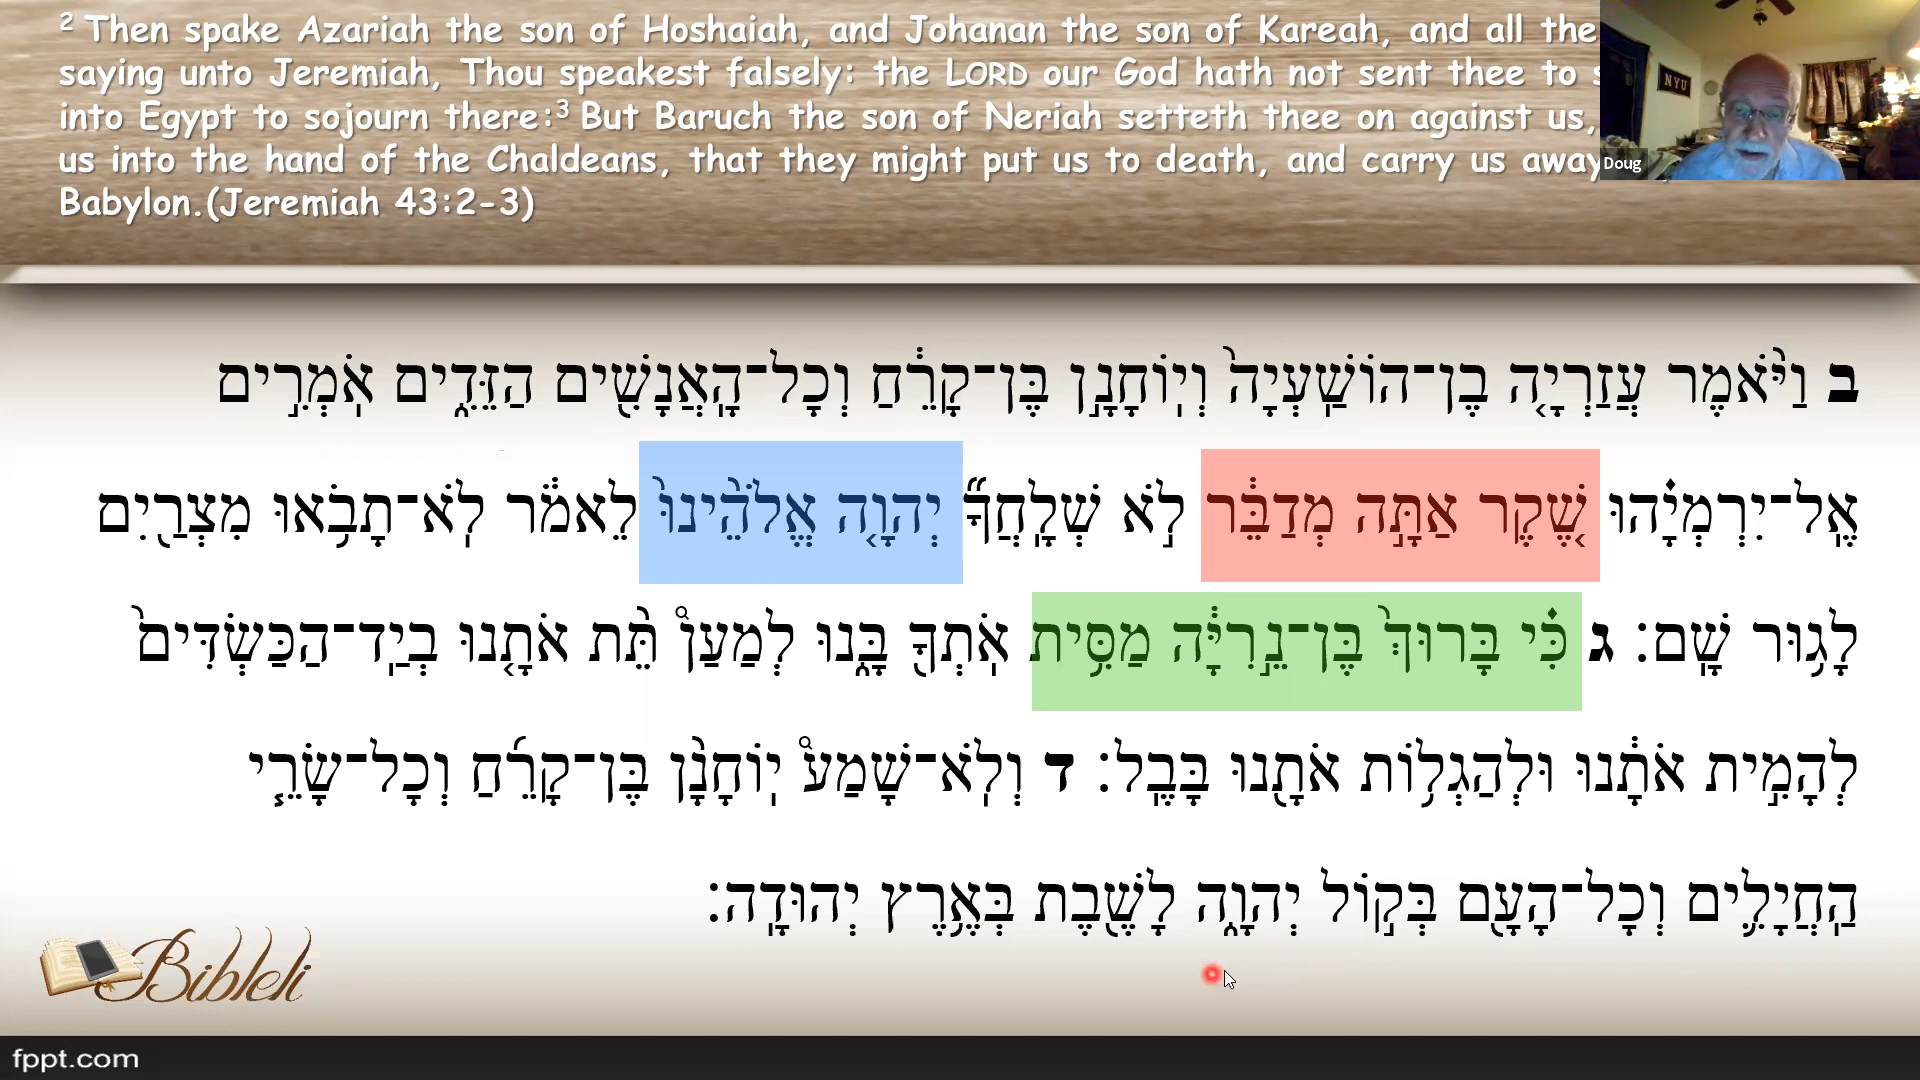 ² Then spake Azariah the son of Hoshaiah, and Johanan the son of Kareah, and all the
saying unto Jeremiah, Thou speakest falsely: the LORD our God hath not sent thee to s
into Egypt to sojourn there:³ But Baruch the son of Neriah setteth thee on against us,
us into the hand of the Chaldeans, that they might put us to death, and carry us away
Babylon.(Jeremiah 43:2-3)
NYU
Doug
ב וַיֹּ֨אמֶר עֲזַרְיָ֤ה בֶן־הוֹשַֽׁעְיָה֙ וְיֽוֹחָנָ֣ן בֶּן־קָרֵ֔חַ וְכָל־הָֽאֲנָשִׁ֖ים הַזֵּדִ֑ים אֹֽמְרִ֣ים
אֶֽל־יִרְמְיָ֗הוּ שֶׁ֚קֶר אַתָּ֣ה מְדַבֵּ֔ר לֹ֣א שְׁלָֽחֲךָ֞ יְהוָ֤ה אֱלֹהֵ֨ינוּ֙ לֵאמֹ֔ר לֹֽא־תָבֹ֥אוּ מִצְרַ֖יִם
לָג֥וּר שָֽׁם׃ ג כִּ֗י בָּרוּךְ֙ בֶּן־נֵ֣רִיָּ֔ה מַסִּ֥ית אֹֽתְךָ֖ בָּ֑נוּ לְמַעַן֩ תֵּ֨ת אֹתָ֤נוּ בְיַֽד־הַכַּשְׂדִּים֙
לְהָמִ֣ית אֹתָ֔נוּ וּלְהַגְל֥וֹת אֹתָ֖נוּ בָּבֶֽל׃ ד וְלֹֽא־שָׁמַע֩ יֽוֹחָנָ֨ן בֶּן־קָרֵ֜חַ וְכָל־שָׂרֵ֧י
הַֽחֲיָלִ֛ים וְכָל־הָעָ֖ם בְּק֣וֹל יְהוָ֑ה לָשֶׁ֖בֶת בְּאֶ֥רֶץ יְהוּדָֽה׃
Bibleli
fppt.com